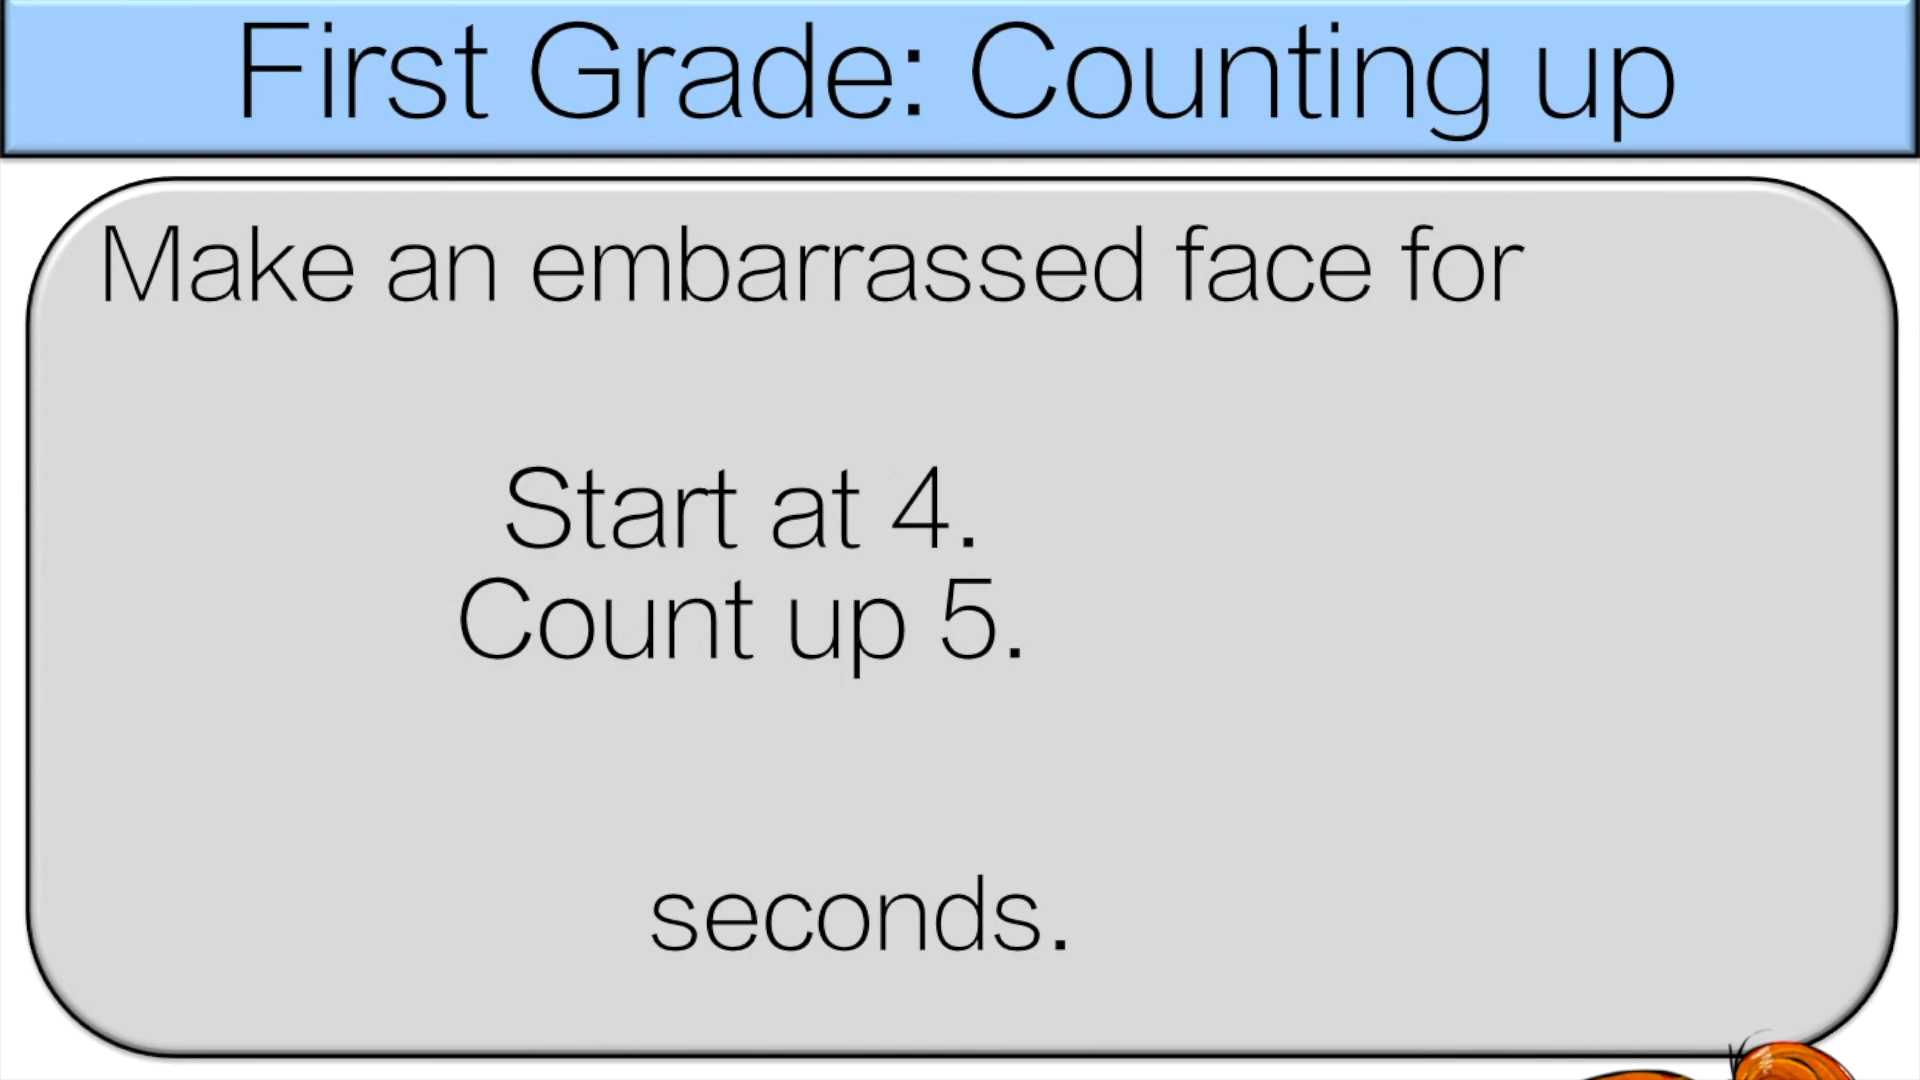 First Grade: Counting up
Make an embarrassed face for
Start at 4.
Count up 5.
seconds.